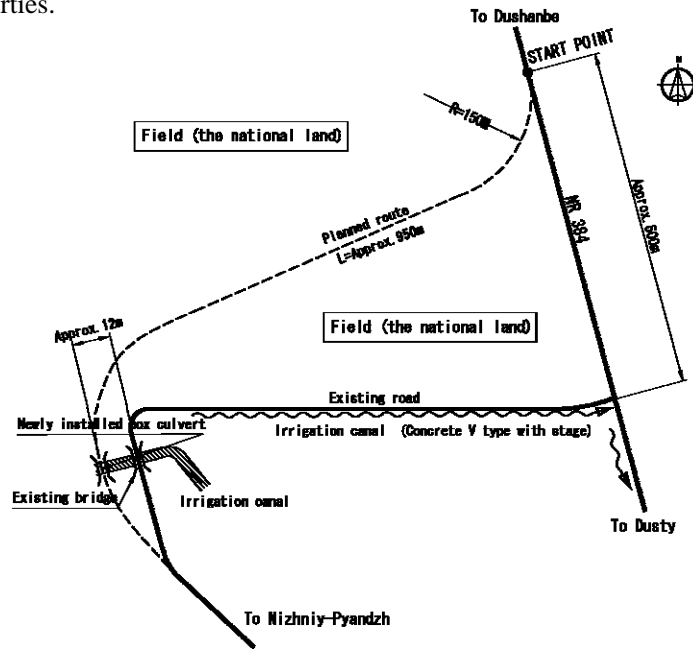 rties.
To Dushanbe
START POINT
N
R=150M
Field (the national land)
Planned route
L=Approx. 950m
NR 384
Approx. 600m
Approx. 12m
Field (the national land)
Existing road
Newly installed box culvert
Irrigation canal (Concrete V type with stage)
Existing bridge
Irrigation canal
To Dusty
To Nizhniy-Pyandzh